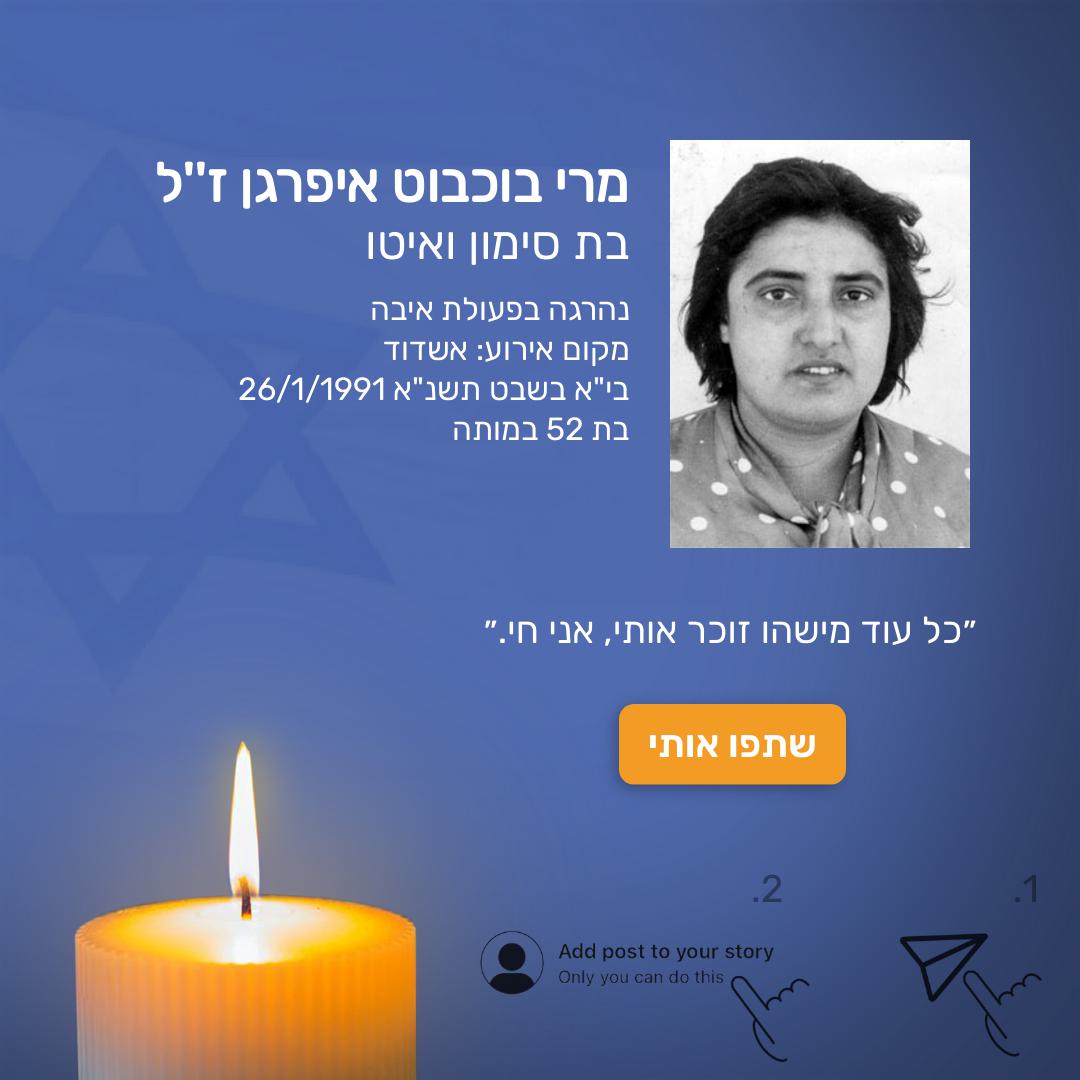 מרי בוכבוט איפרגן ז"ל
בת סימון ואיטו
נהרגה בפעולת איבה
מקום אירוע: אשדוד
בי"א בשבט תשנ"א 26/1/1991
בת 52 במותה
״כל עוד מישהו זוכר אותי, אני חי.״
שתפו אותי
.1
.2
Add post to your story
Only you can do this